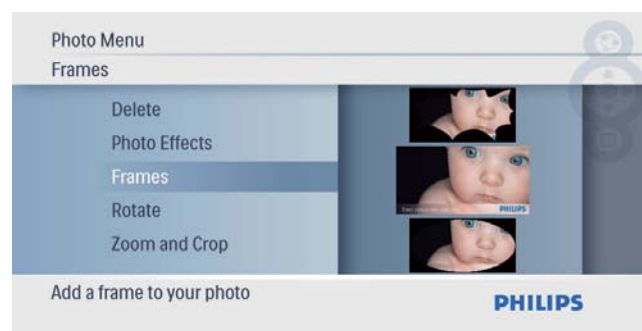 Photo Menu
Frames
Delete
Photo Effects
Frames
Rotate
Zoom and Crop
PHILIPS
Add a frame to your photo
PHILIPS